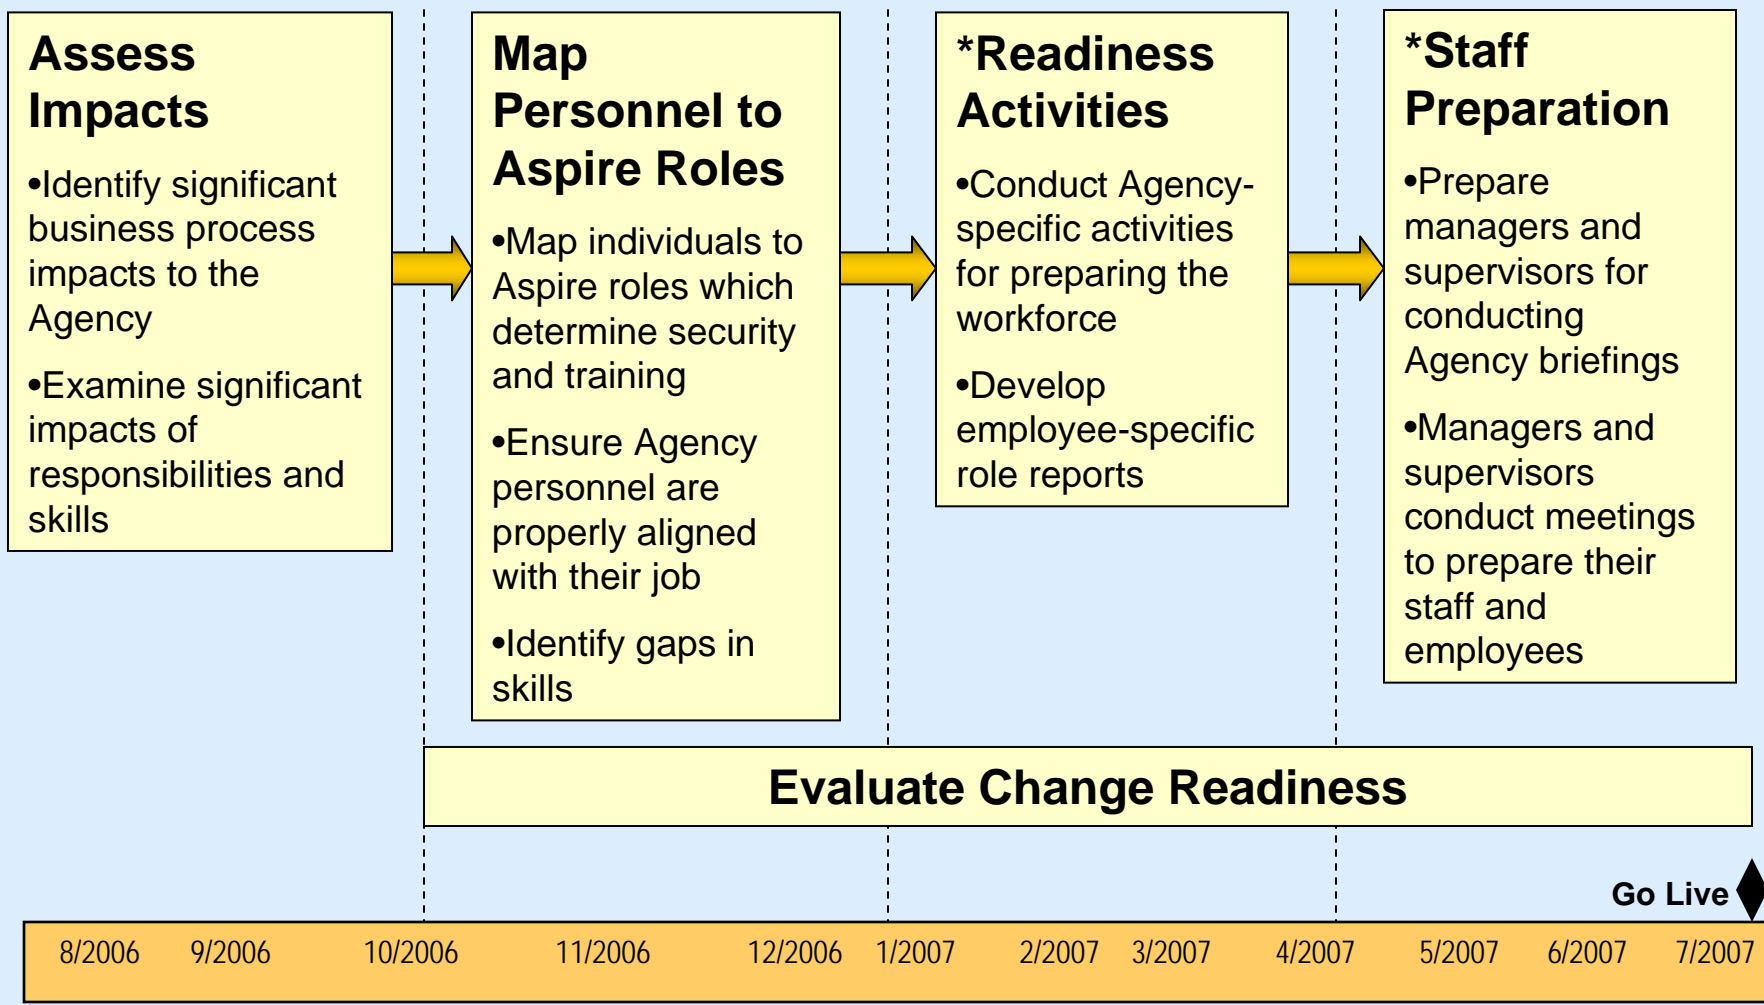 Assess
Impacts
•Identify significant
business process
impacts to the
Agency
•Examine significant
impacts of
responsibilities and
skills
Map
Personnel to
Aspire Roles
•Map individuals to
Aspire roles which
determine security
and training
•Ensure Agency
personnel are
properly aligned
with their job
•Identify gaps in
skills
*Readiness
Activities
•Conduct Agency-
specific activities
for preparing the
workforce
•Develop
employee-specific
role reports
*Staff
Preparation
•Prepare
managers and
supervisors for
conducting
Agency briefings
•Managers and
supervisors
conduct meetings
to prepare their
staff and
employees
Evaluate Change Readiness
Go Live
8/2006 9/2006 10/2006 11/2006 12/2006 1/2007 2/2007 3/2007 4/2007 5/2007 6/2007 7/2007